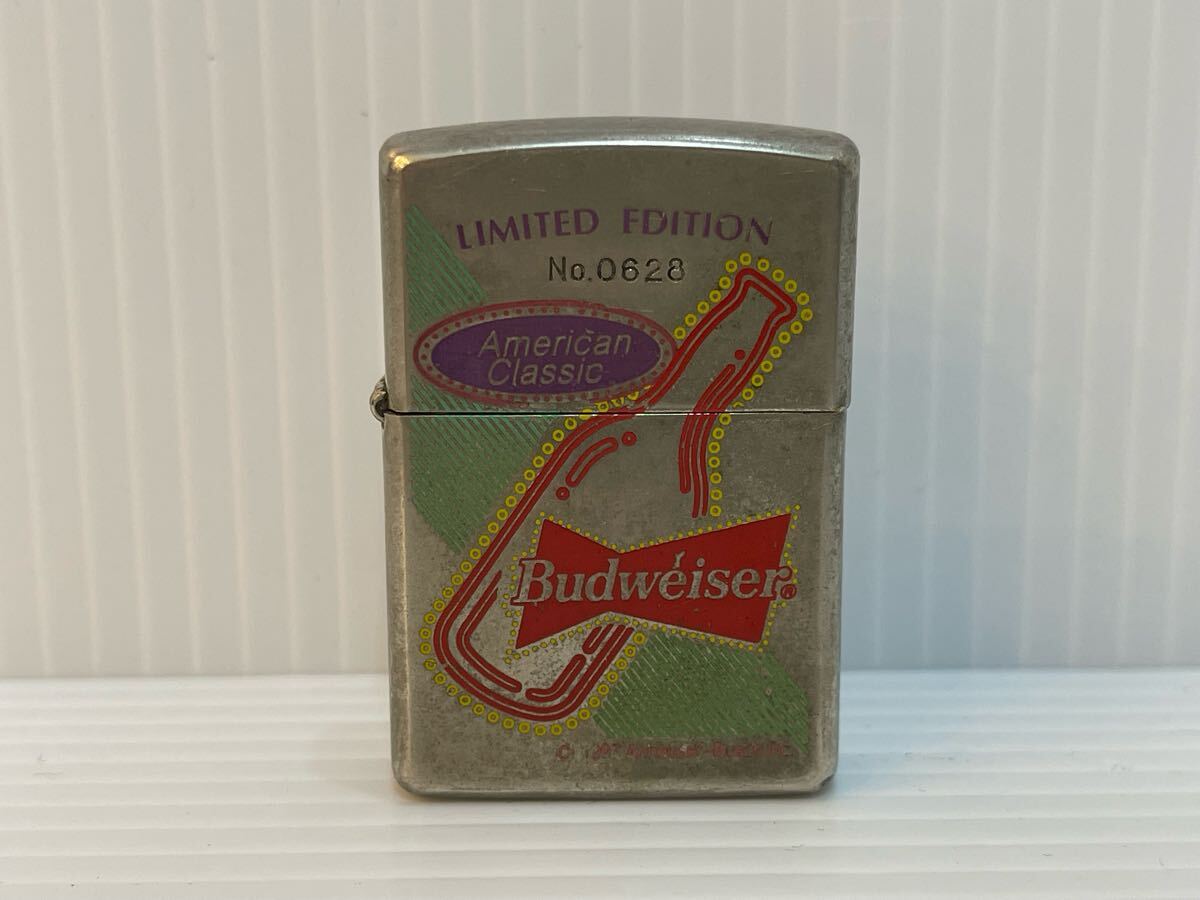 LIMITED EDITION
No.0628
American
Classic
Budweiser®
©